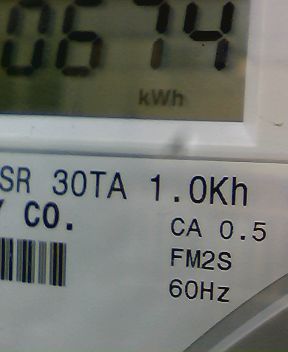 0674
kWh
SR 30TA 1.0Kh
Y CO.
CA 0.5
FM2S
60Hz